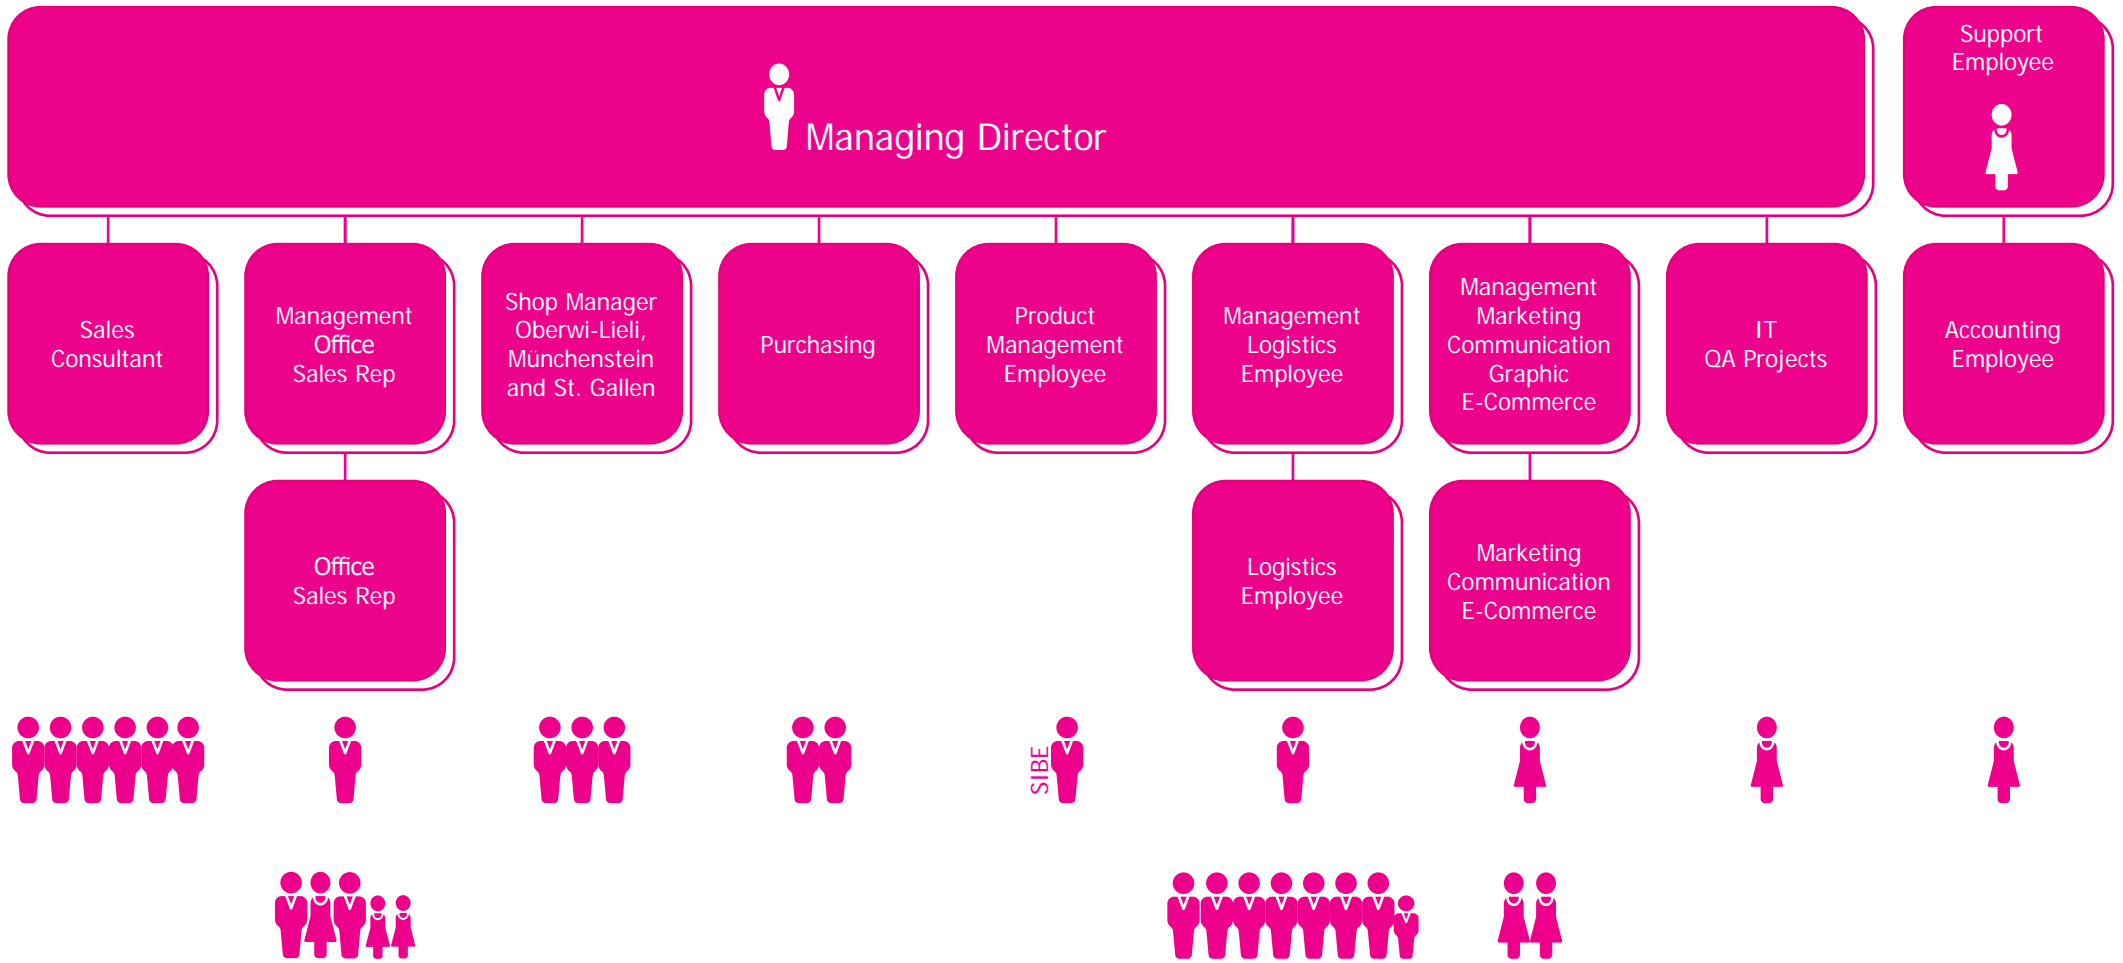 Managing Director
Support
Employee
Sales
Consultant
Management
Office
Sales Rep
Shop Manager
Oberwi-Lieli,
Münchenstein
and St. Gallen
Purchasing
Product
Management
Employee
Management
Logistics
Employee
Management
Marketing
Communication
Graphic
E-Commerce
IT
QA Projects
Accounting
Employee
Office
Sales Rep
Logistics
Employee
Marketing
Communication
E-Commerce
SIBE